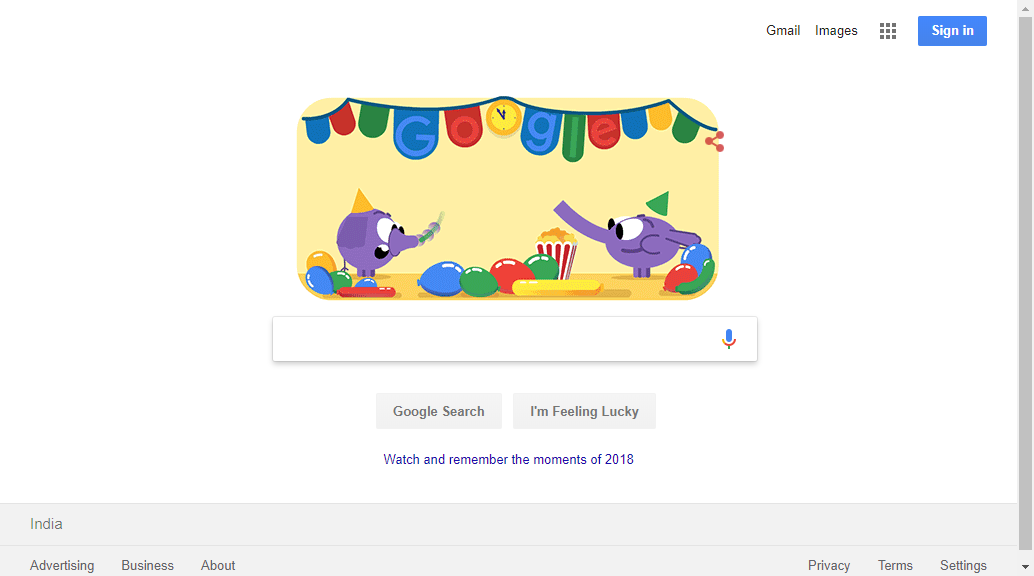 Gmail Images Sign in
Google
Google Search I'm Feeling Lucky
Watch and remember the moments of 2018
India
Advertising Business About Privacy Terms Settings